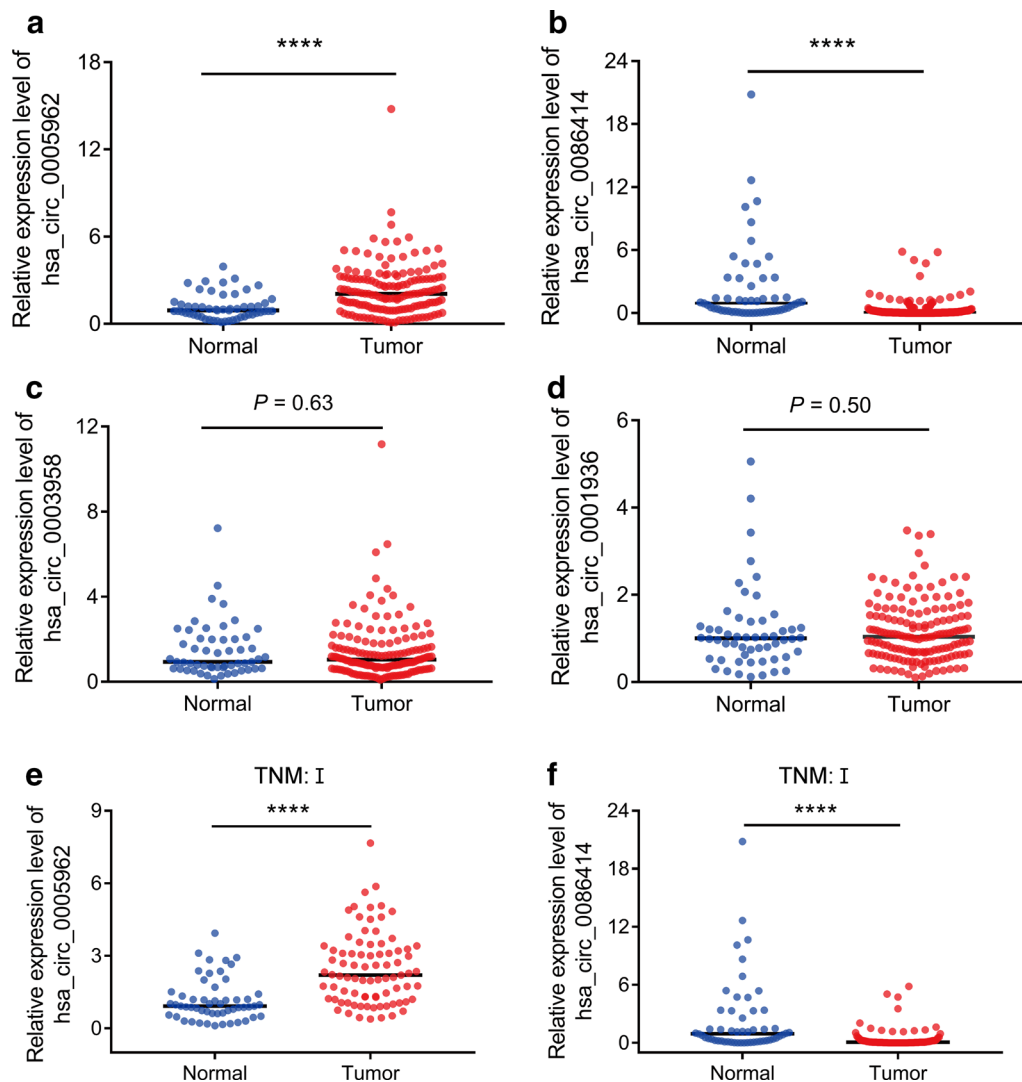 a
****
Relative expression level of
hsa_circ_0005962
18
12
6
0
Normal
Tumor
b
****
Relative expression level of
hsa_circ_0086414
24
18
12
6
0
Normal
Tumor
c
P = 0.63
Relative expression level of
hsa_circ_0003958
12
8
4
0
Normal
Tumor
d
P = 0.50
Relative expression level of
hsa_circ_0001936
6
4
2
0
Normal
Tumor
e
TNM: I
****
Relative expression level of
hsa_circ_0005962
9
6
3
0
Normal
Tumor
f
TNM: I
****
Relative expression level of
hsa_circ_0086414
24
18
12
6
0
Normal
Tumor